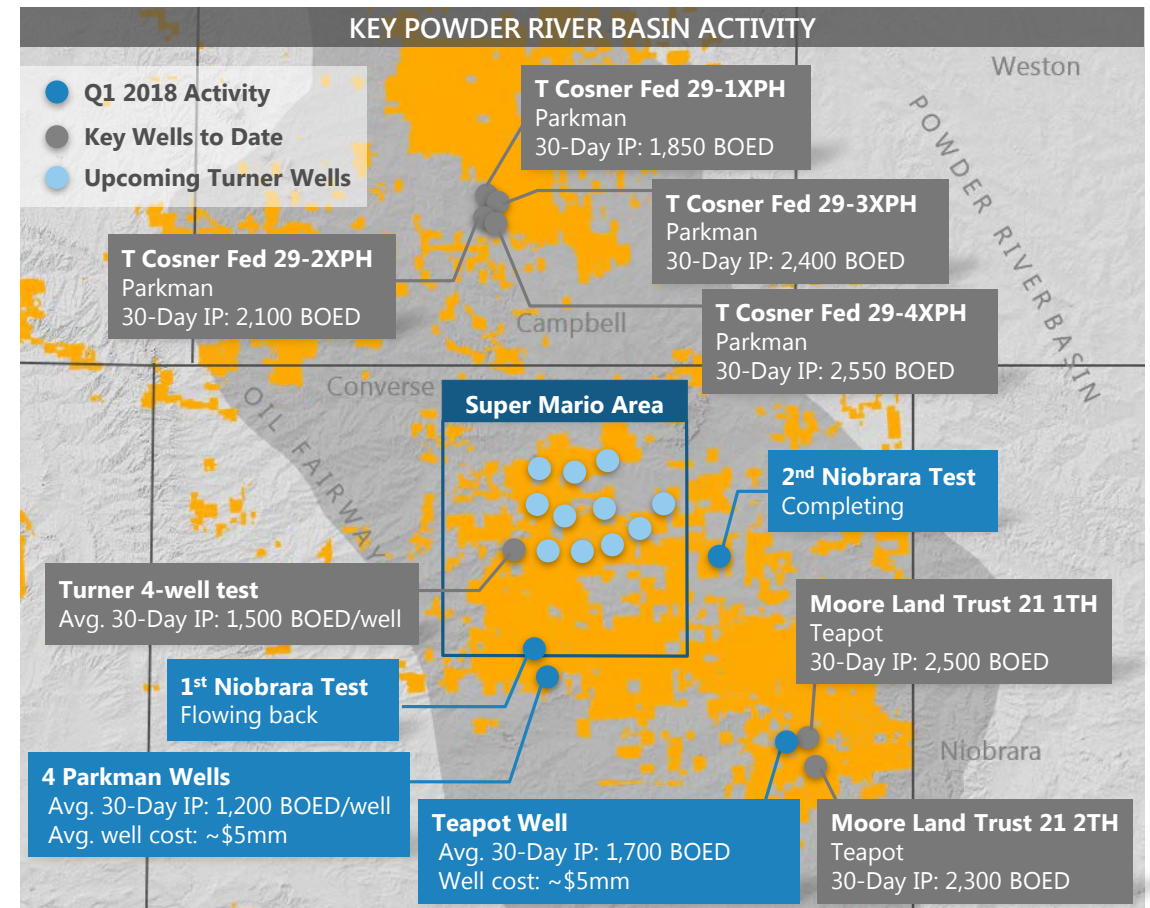 KEY POWDER RIVER BASIN ACTIVITY
Q1 2018 Activity
Key Wells to Date
Upcoming Turner Wells
T Cosner Fed 29-1XPH
Parkman
30-Day IP: 1,850 BOED
Weston
POWDER RIVER BASIN
T Cosner Fed 29-3XPH
Parkman
30-Day IP: 2,400 BOED
T Cosner Fed 29-2XPH
Parkman
30-Day IP: 2,100 BOED
T Cosner Fed 29-4XPH
Parkman
30-Day IP: 2,550 BOED
Campbell
Converse
OIL FAIRWAY
Super Mario Area
2nd Niobrara Test
Completing
Turner 4-well test
Avg. 30-Day IP: 1,500 BOED/well
Moore Land Trust 21 1TH
Teapot
30-Day IP: 2,500 BOED
1st Niobrara Test
Flowing back
Niobrara
4 Parkman Wells
Avg. 30-Day IP: 1,200 BOED/well
Avg. well cost: ~$5mm
Teapot Well
Avg. 30-Day IP: 1,700 BOED
Well cost: ~$5mm
Moore Land Trust 21 2TH
Teapot
30-Day IP: 2,300 BOED